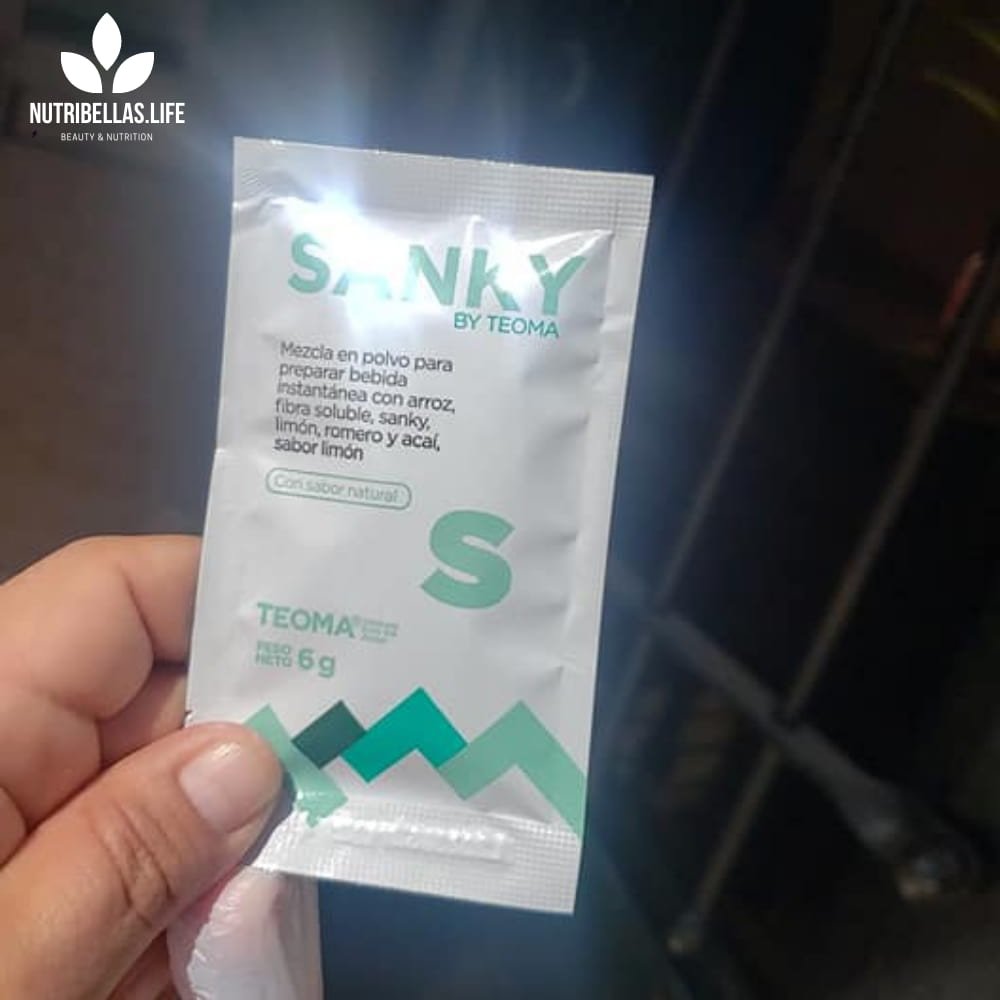 NUTRIBELLAS.LIFE
BEAUTY & NUTRITION
SANKY
BY TEOMA
Mezcla en polvo para
preparar bebida
instantánea con arroz,
fibra soluble, sanky,
limón, romero y acaí,
sabor limón
Con sabor natural
S
TEOMA®
PESO
NETO 6 g